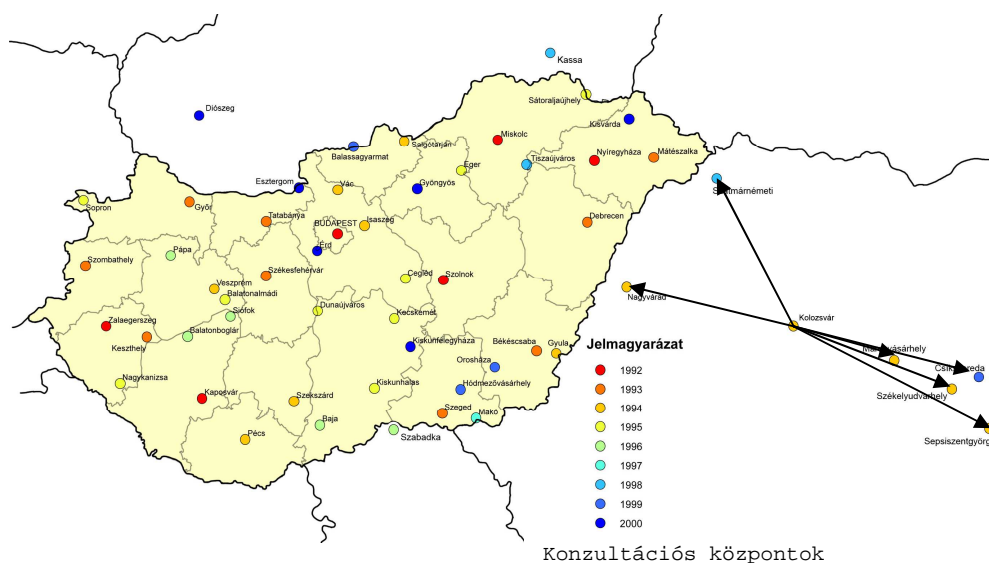 Kassa
Sátoraljaújhely
Diószeg
Kisvárda
Miskolc
Salgótarján
Balassagyarmat
Nyíregyháza
Mátészalka
Tiszaújváros
Eger
Esztergom
Vác
Gyöngyös
Szatmárnémeti
Sopron
Győr
Tatabánya
Isaszeg
Debrecen
BUDAPEST
Érd
Pápa
Szombathely
Székesfehérvár
Cegléd
Szolnok
Veszprém
Balatonalmádi
Nagyvárad
Siófok
Dunaújváros
Kecskemét
Kolozsvár
Zalaegerszeg
Balatonboglár
Keszthely
Kiskunfélegyháza
Békéscsaba
Gyula
Jelmagyarázat
Marosvásárhely
Csíkszereda
Orosháza
Nagykanizsa
Kaposvár
Kiskunhalas
Hódmezővásárhely
Székelyudvarhely
Szekszárd
Szeged
Makó
Baja
Pécs
Szabadka
Sepsiszentgyörg
1992
1993
1994
1995
1996
1997
1998
1999
2000
Konzultációs központok